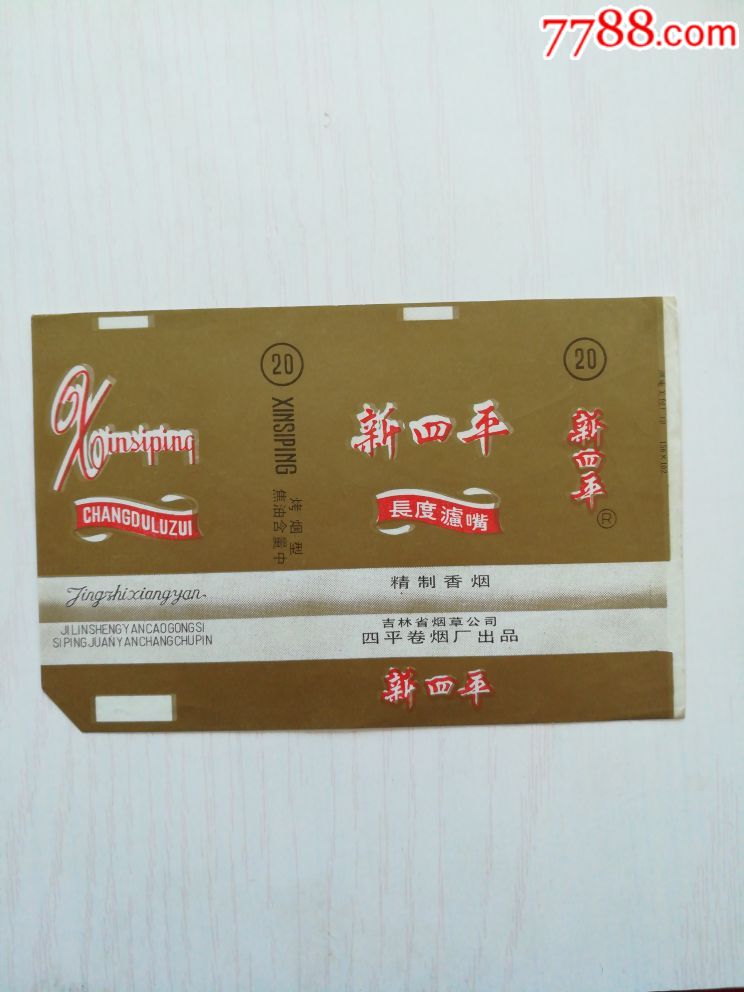 7788.com
Xinsiping
CHANGDULUZUI
Jingzhixiangyan
JILINSHENGYANCAOGONGSI
SIPINGJUANYANCHANGCHUPIN
20
XINSIPING
烤烟型
焦油含量中
新四平
長度濾嘴
精制香烟
吉林省烟草公司
四平卷烟厂出品
新四平
20
新四平
®
156×102